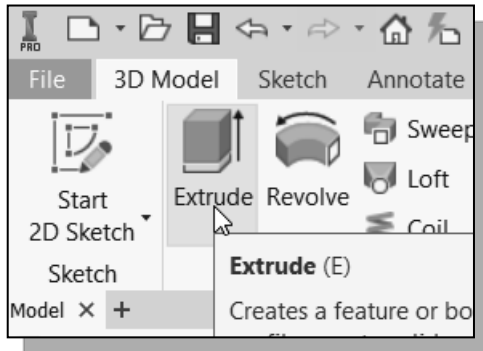 PRO
File 3D Model Sketch Annotate
Start
2D Sketch
Extrude Revolve
Sweep
Loft
Coil
Sketch
Model × +
Extrude (E)
Creates a feature or bo